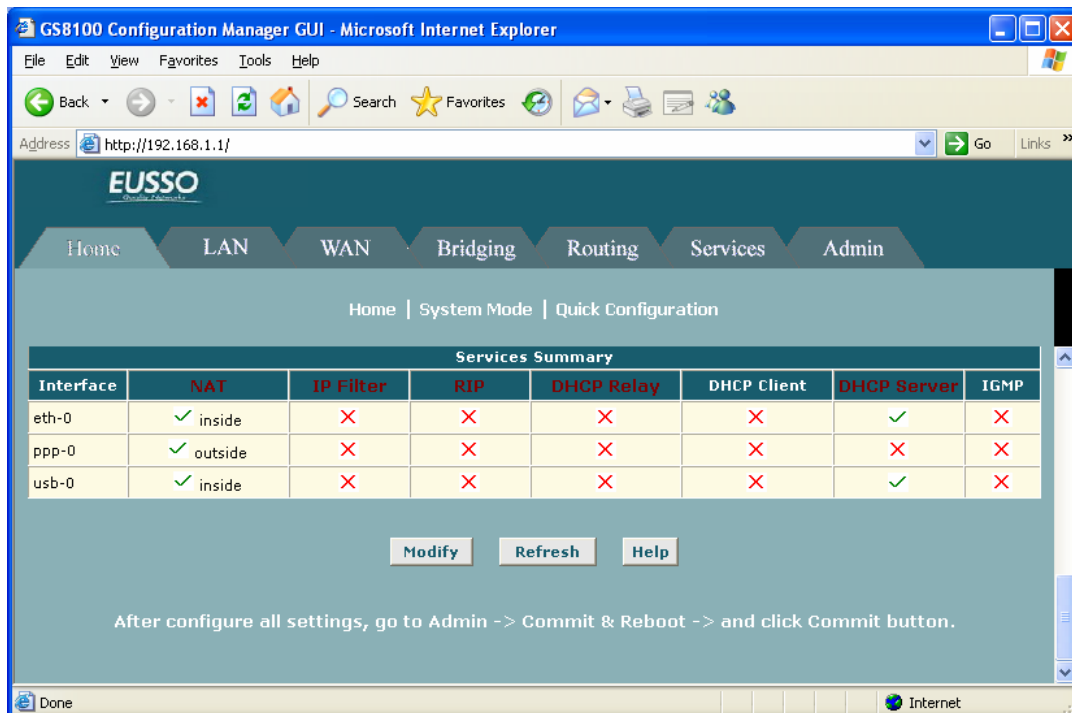 GS8100 Configuration Manager GUI - Microsoft Internet Explorer
File Edit View Favorites Tools Help
Back Search Favorites
Address http://192.168.1.1/ Go Links »
EUSSO
Home LAN WAN Bridging Routing Services Admin
Home | System Mode | Quick Configuration
Services Summary
Interface NAT IP Filter RIP DHCP Relay DHCP Client DHCP Server IGMP
eth-0 inside
ppp-0 outside
usb-0 inside
Modify Refresh Help
After configure all settings, go to Admin -> Commit & Reboot -> and click Commit button.
Done Internet